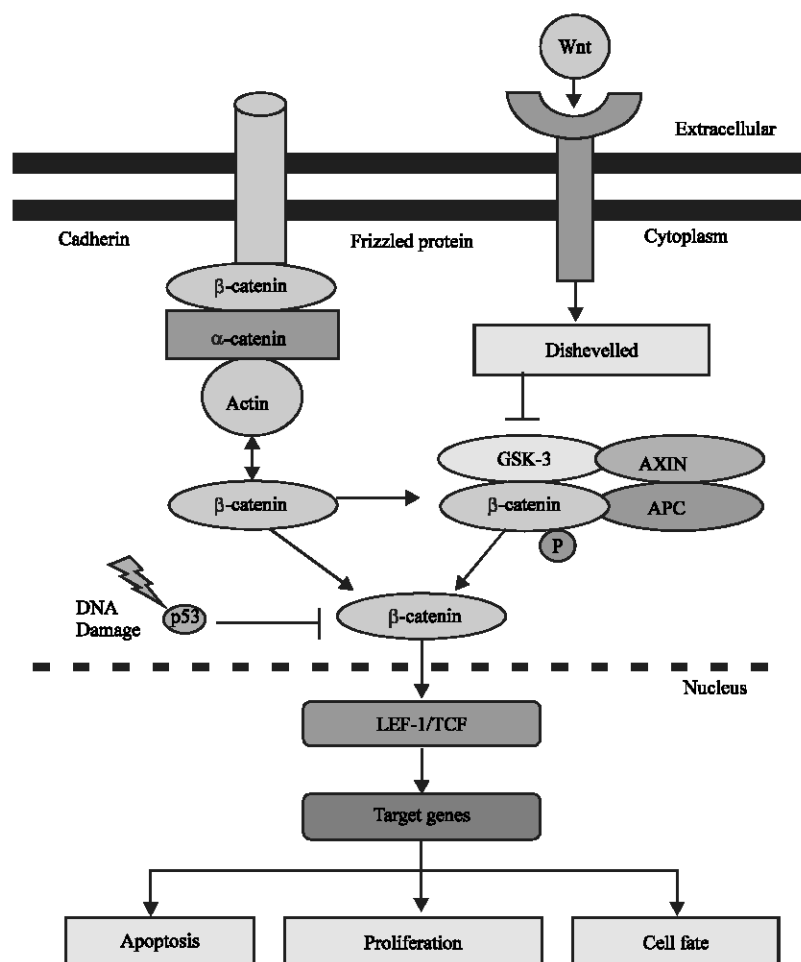 Wnt
Extracellular
Cadherin
Frizzled protein
Cytoplasm
β-catenin
α-catenin
Dishevelled
Actin
GSK-3
AXIN
β-catenin
β-catenin
APC
P
DNA
Damage
p53
β-catenin
Nucleus
LEF-1/TCF
Target genes
Apoptosis
Proliferation
Cell fate